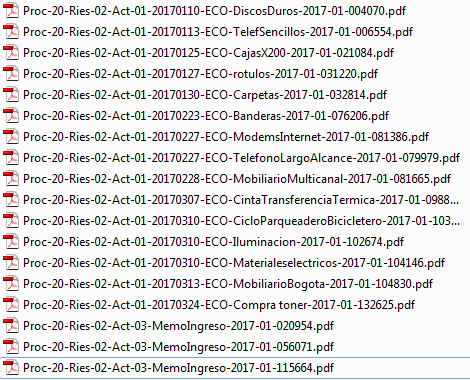 Proc-20-Ries-02-Act-01-20170110-ECO-DiscosDuros-2017-01-004070.pdf
Proc-20-Ries-02-Act-01-20170113-ECO-TelefSencillos-2017-01-006554.pdf
Proc-20-Ries-02-Act-01-20170125-ECO-CajasX200-2017-01-021084.pdf
Proc-20-Ries-02-Act-01-20170127-ECO-rotulos-2017-01-031220.pdf
Proc-20-Ries-02-Act-01-20170130-ECO-Carpetas-2017-01-032814.pdf
Proc-20-Ries-02-Act-01-20170223-ECO-Banderas-2017-01-076206.pdf
Proc-20-Ries-02-Act-01-20170227-ECO-ModemsInternet-2017-01-081386.pdf
Proc-20-Ries-02-Act-01-20170227-ECO-TelefonoLargoAlcance-2017-01-079979.pdf
Proc-20-Ries-02-Act-01-20170228-ECO-MobiliarioMulticanal-2017-01-081665.pdf
Proc-20-Ries-02-Act-01-20170307-ECO-CintaTransferenciaTermica-2017-01-0988...
Proc-20-Ries-02-Act-01-20170310-ECO-CicloParqueaderoBicicletero-2017-01-103...
Proc-20-Ries-02-Act-01-20170310-ECO-Iluminacion-2017-01-102674.pdf
Proc-20-Ries-02-Act-01-20170310-ECO-Materialeselectricos-2017-01-104146.pdf
Proc-20-Ries-02-Act-01-20170313-ECO-MobiliarioBogota-2017-01-104830.pdf
Proc-20-Ries-02-Act-01-20170324-ECO-Compra toner-2017-01-132625.pdf
Proc-20-Ries-02-Act-03-MemoIngreso-2017-01-020954.pdf
Proc-20-Ries-02-Act-03-MemoIngreso-2017-01-056071.pdf
Proc-20-Ries-02-Act-03-MemoIngreso-2017-01-115664.pdf